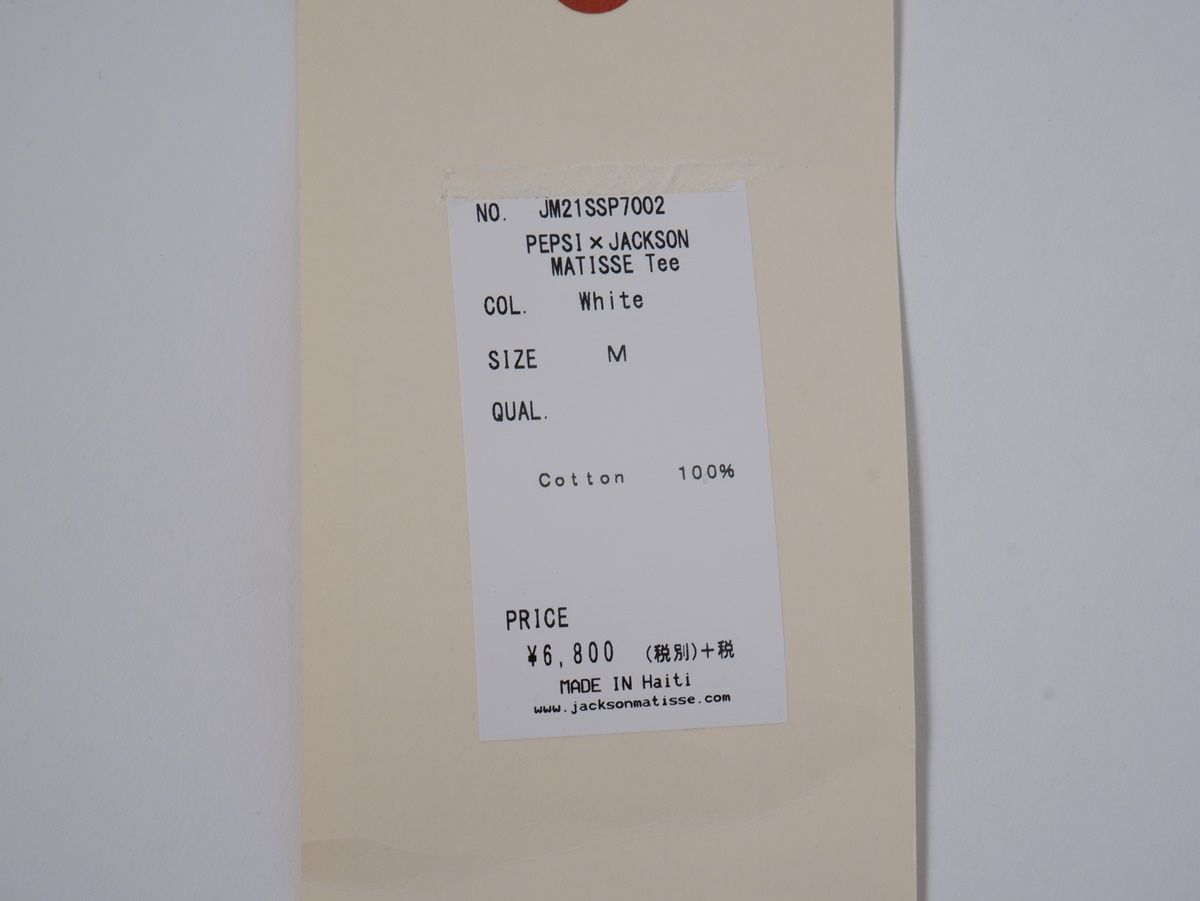 NO. JM21SSP7002
PEPSI×JACKSON
MATISSE Tee
COL. White
SIZE M
QUAL.
Cotton 100%
PRICE
¥6,800 (税別)+税
MADE IN Haiti
www.jacksonmatisse.com